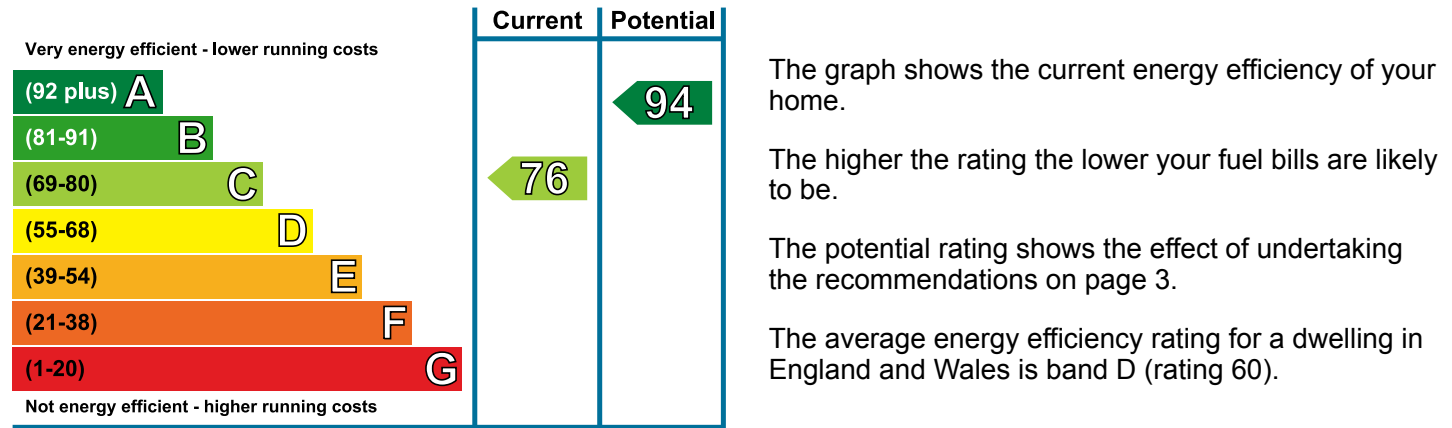 Current Potential
Very energy efficient - lower running costs
(92 plus) A
94
(81-91) B
(69-80) C
76
(55-68) D
(39-54) E
(21-38) F
(1-20) G
Not energy efficient - higher running costs
The graph shows the current energy efficiency of your
home.
The higher the rating the lower your fuel bills are likely
to be.
The potential rating shows the effect of undertaking
the recommendations on page 3.
The average energy efficiency rating for a dwelling in
England and Wales is band D (rating 60).